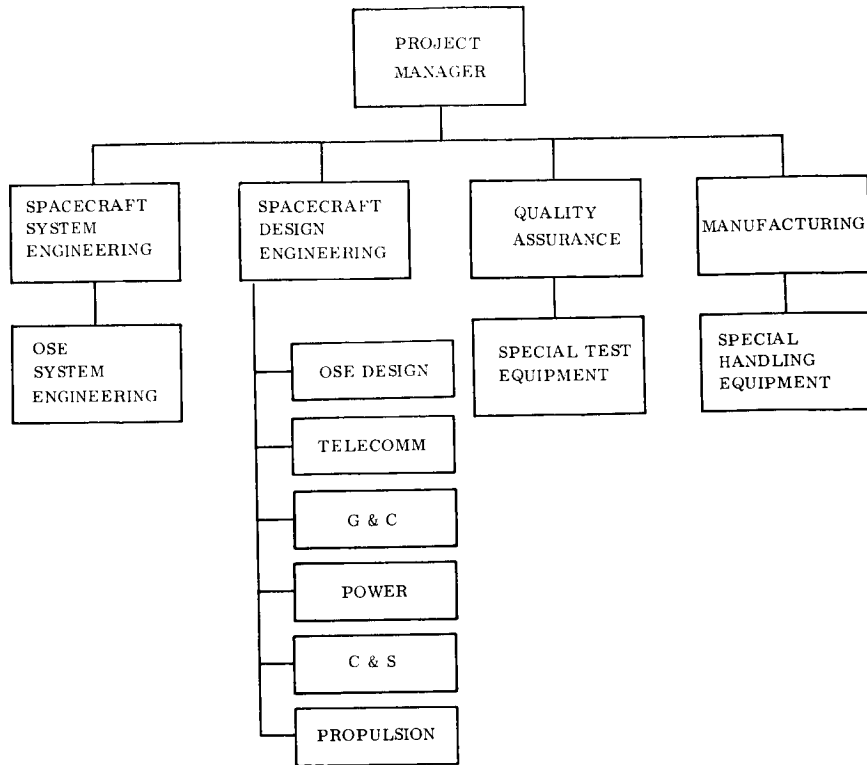 PROJECT
MANAGER
SPACECRAFT
SYSTEM
ENGINEERING
SPACECRAFT
DESIGN
ENGINEERING
QUALITY
ASSURANCE
MANUFACTURING
OSE
SYSTEM
ENGINEERING
OSE DESIGN
TELECOMM
G & C
POWER
C & S
PROPULSION
SPECIAL TEST
EQUIPMENT
SPECIAL
HANDLING
EQUIPMENT